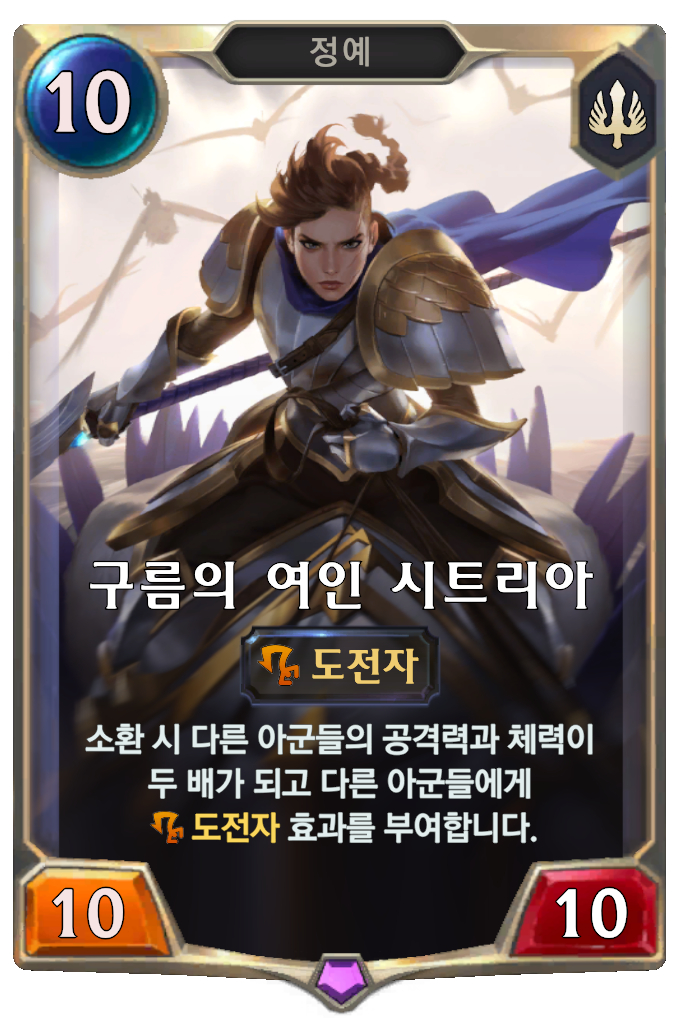 정예
10
구름의 여인 시트리아
도전자
소환 시 다른 아군들의 공격력과 체력이
두 배가 되고 다른 아군들에게
도전자 효과를 부여합니다.
10
10